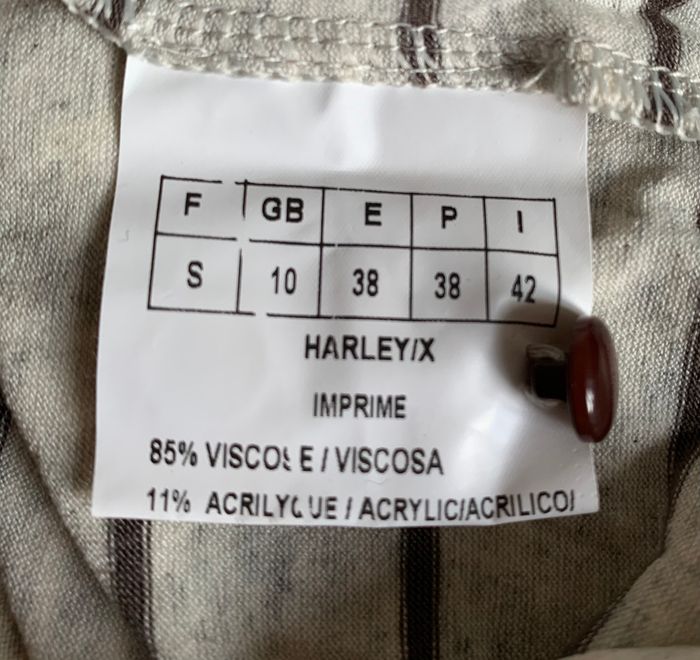 F GB E P I
S 10 38 38 42
HARLEY/X
IMPRIME
85% VISCOSE / VISCOSA
11% ACRILYQUE / ACRYLIC/ACRILICO/